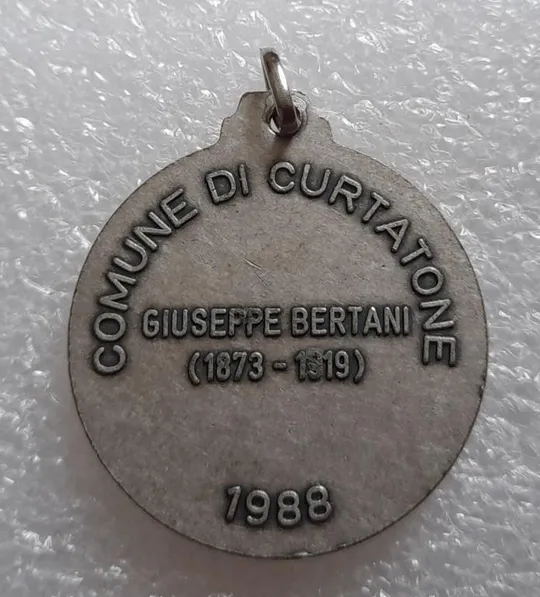 COMUNE DI CURTATONE
GIUSEPPE BERTANI
(1873 - 1919)
1988